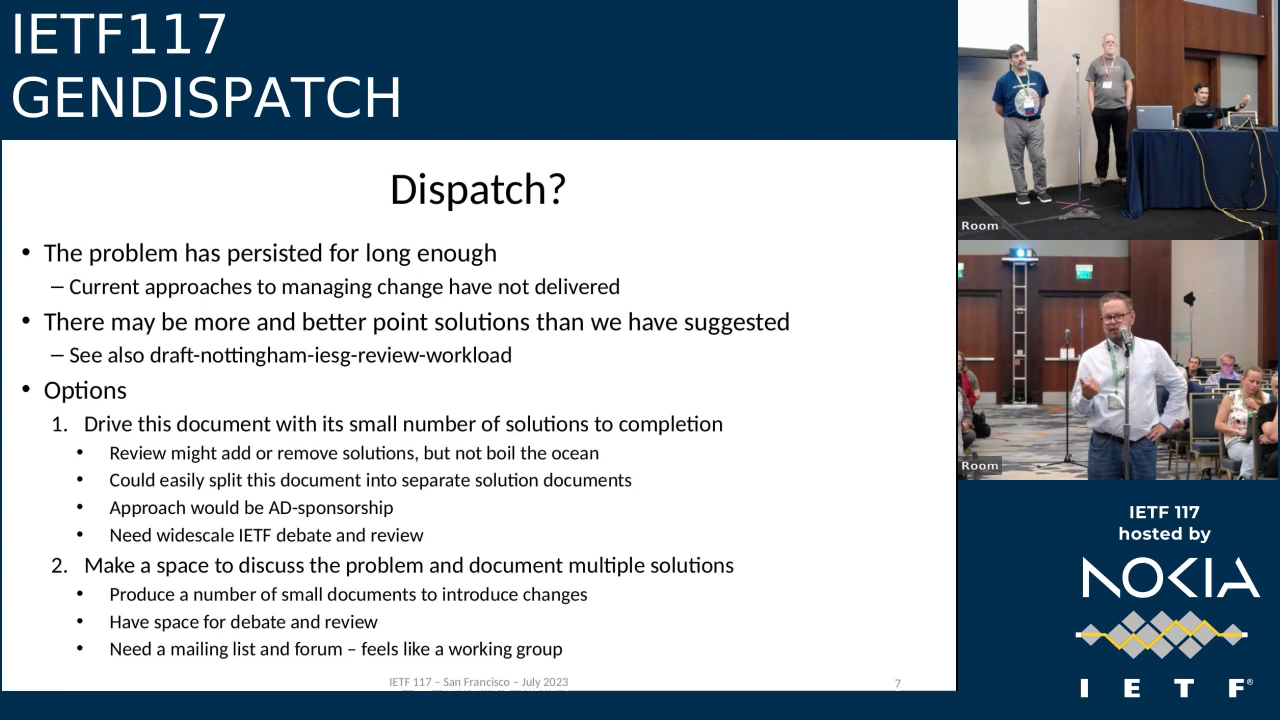 IETF117
GENDISPATCH
Dispatch?
• The problem has persisted for long enough
– Current approaches to managing change have not delivered
• There may be more and better point solutions than we have suggested
– See also draft-nottingham-iesg-review-workload
• Options
1. Drive this document with its small number of solutions to completion
• Review might add or remove solutions, but not boil the ocean
• Could easily split this document into separate solution documents
• Approach would be AD-sponsorship
• Need widescale IETF debate and review
2. Make a space to discuss the problem and document multiple solutions
• Produce a number of small documents to introduce changes
• Have space for debate and review
• Need a mailing list and forum – feels like a working group
IETF 117 – San Francisco – July 2023
7
Room
Room
IETF 117
hosted by
NOKIA
I E T F®